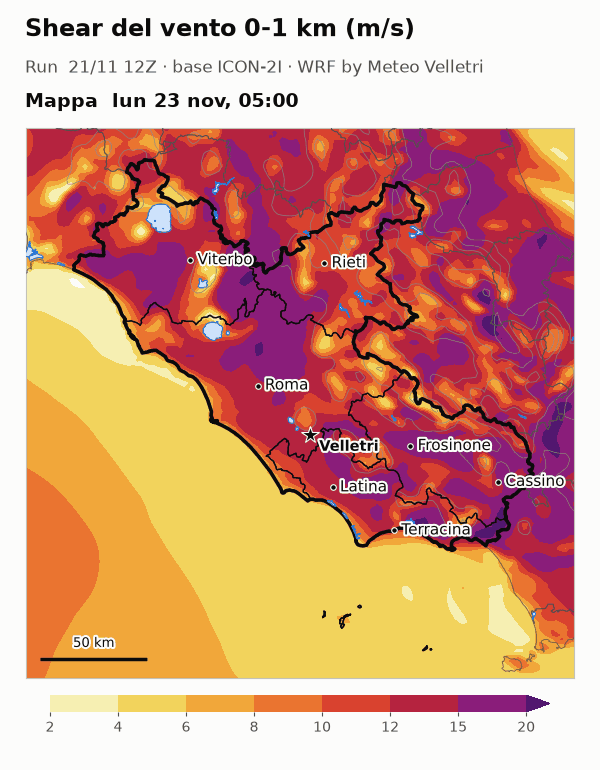 Shear del vento 0-1 km (m/s)
Run 21/11 12Z · base ICON-2I · WRF by Meteo Velletri
Mappa lun 23 nov, 05:00
Viterbo
Rieti
Roma
Velletri
Frosinone
Cassino
Latina
Terracina
50 km
2 4 6 8 10 12 15 20